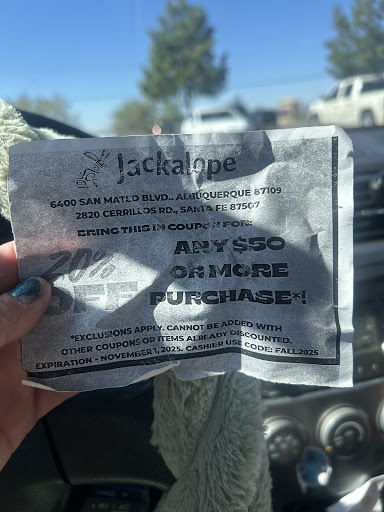 Jackalope
6400 SAN MATLO BLVD., ALBUQUERQUE 87109
2820 CERRILLOS RD., SANTA FE 87507
BRING THIS IN COUPON FOR:
20%
OFF
ANY $50
OR MORE
PURCHASE*!
*EXCLUSIONS APPLY. CANNOT BE ADDED WITH
OTHER COUPONS OR ITEMS ALREADY DISCOUNTED.
EXPIRATION - NOVEMBER 1, 2025. CASHIER USE CODE: FALL2025